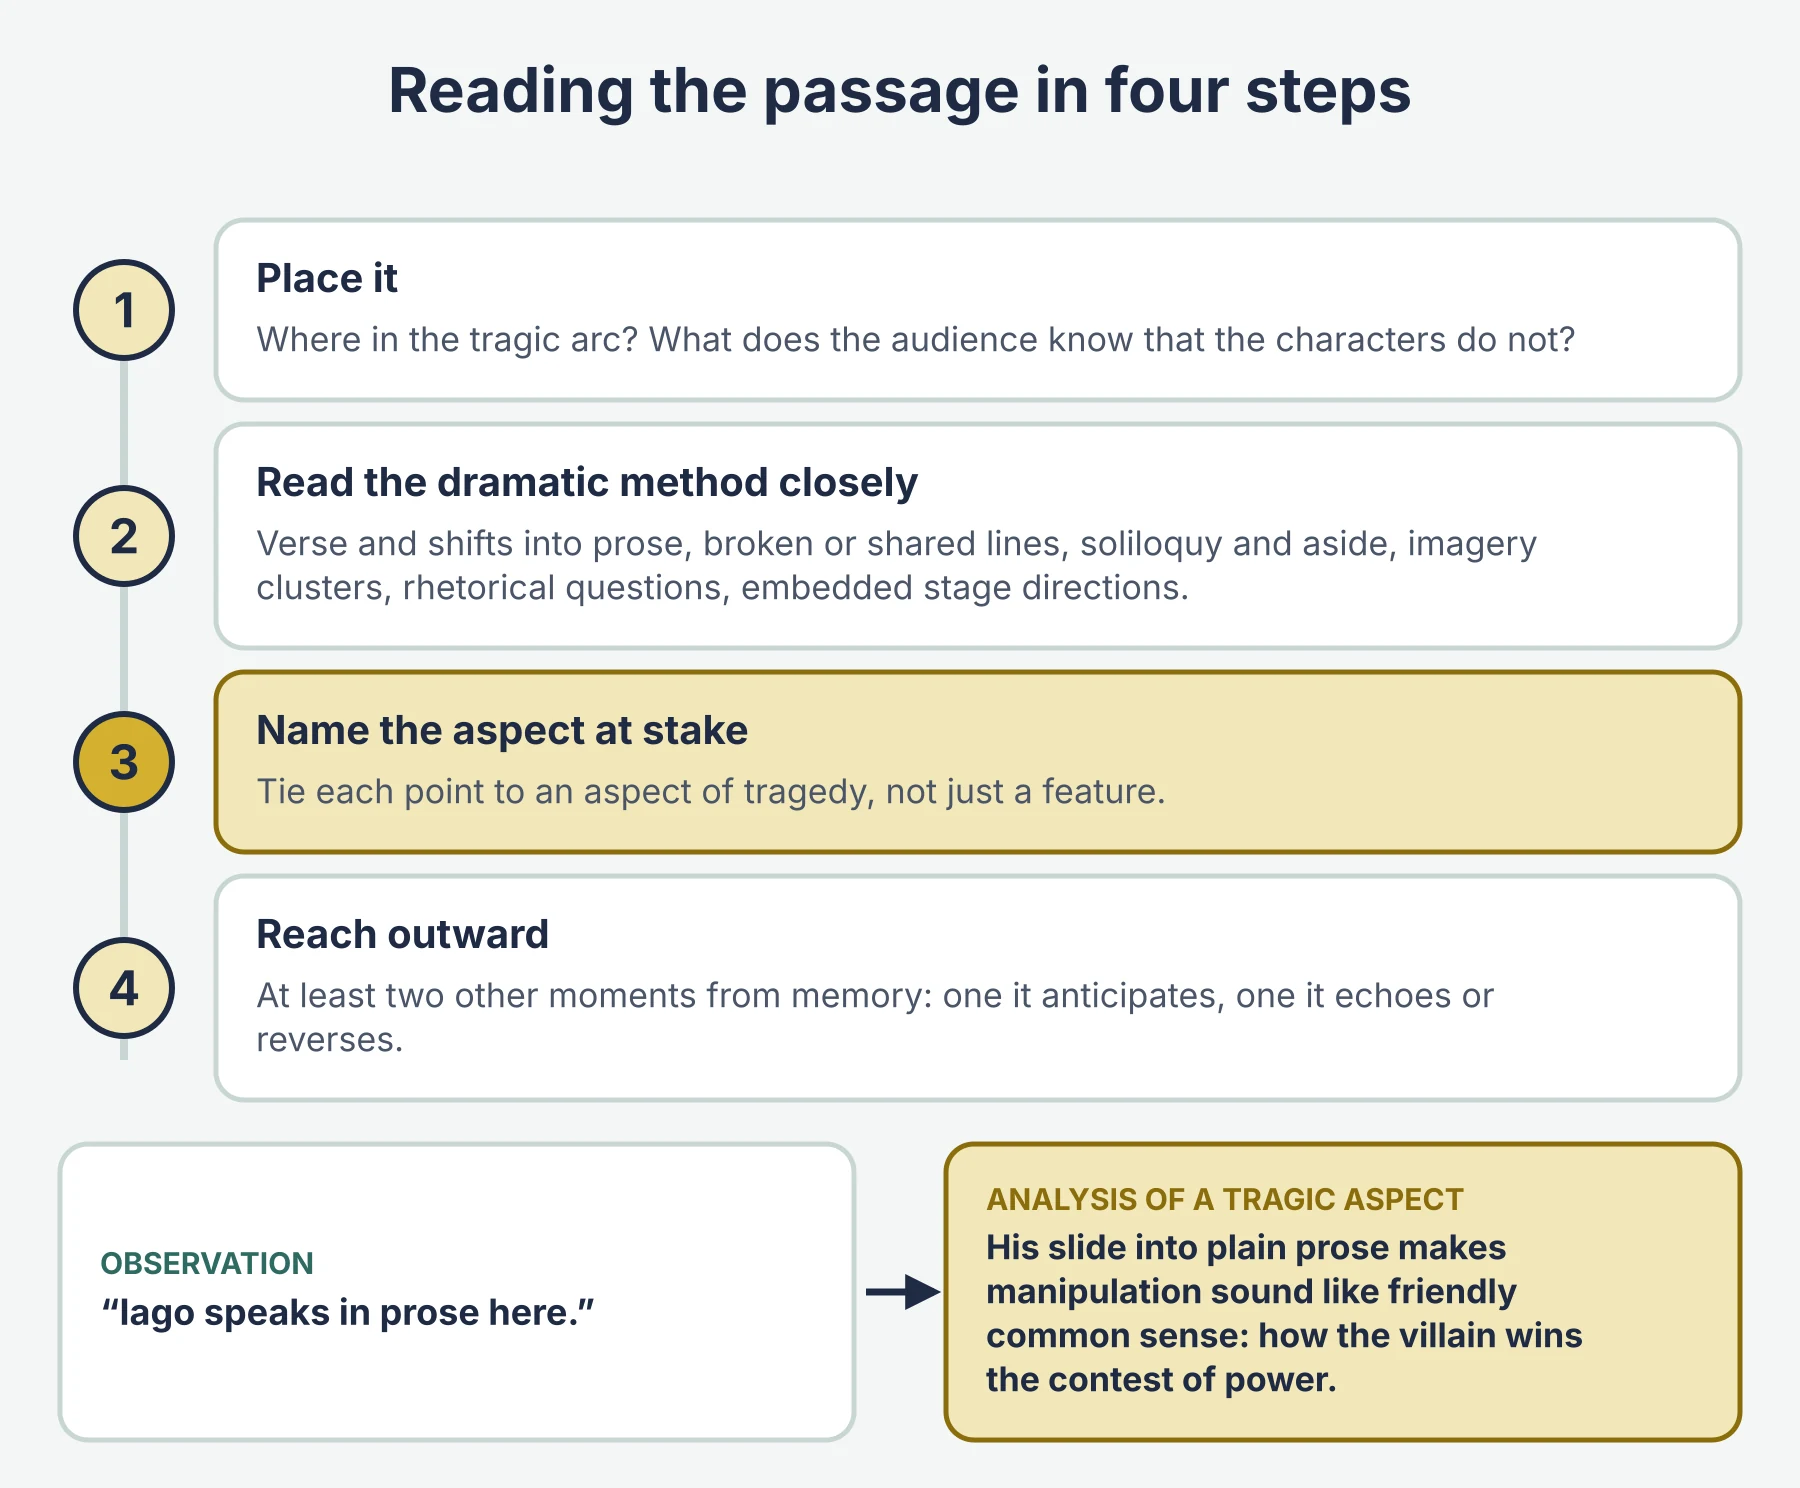 Reading the passage in four steps
1
Place it
Where in the tragic arc? What does the audience know that the characters do not?
2
Read the dramatic method closely
Verse and shifts into prose, broken or shared lines, soliloquy and aside, imagery
clusters, rhetorical questions, embedded stage directions.
3
Name the aspect at stake
Tie each point to an aspect of tragedy, not just a feature.
4
Reach outward
At least two other moments from memory: one it anticipates, one it echoes or
reverses.
OBSERVATION
“Iago speaks in prose here.”
ANALYSIS OF A TRAGIC ASPECT
His slide into plain prose makes
manipulation sound like friendly
common sense: how the villain wins
the contest of power.